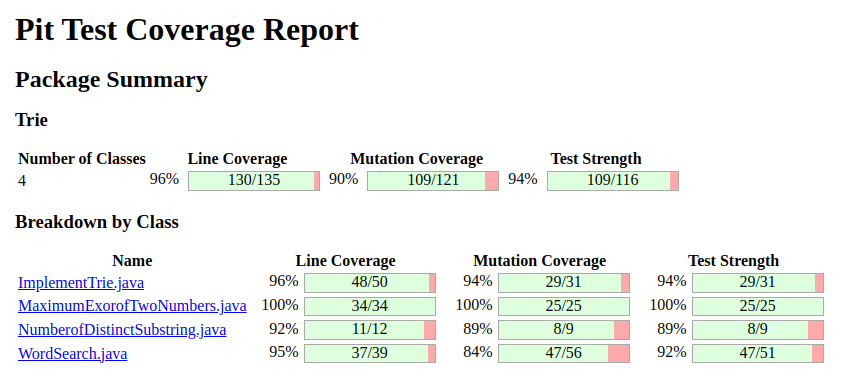 Pit Test Coverage Report
Package Summary
Trie
Number of Classes Line Coverage Mutation Coverage Test Strength
4 96% 130/135 90% 109/121 94% 109/116
Breakdown by Class
Name Line Coverage Mutation Coverage Test Strength
ImplementTrie.java 96% 48/50 94% 29/31 94% 29/31
MaximumExorofTwoNumbers.java 100% 34/34 100% 25/25 100% 25/25
NumberofDistinctSubstring.java 92% 11/12 89% 8/9 89% 8/9
WordSearch.java 95% 37/39 84% 47/56 92% 47/51